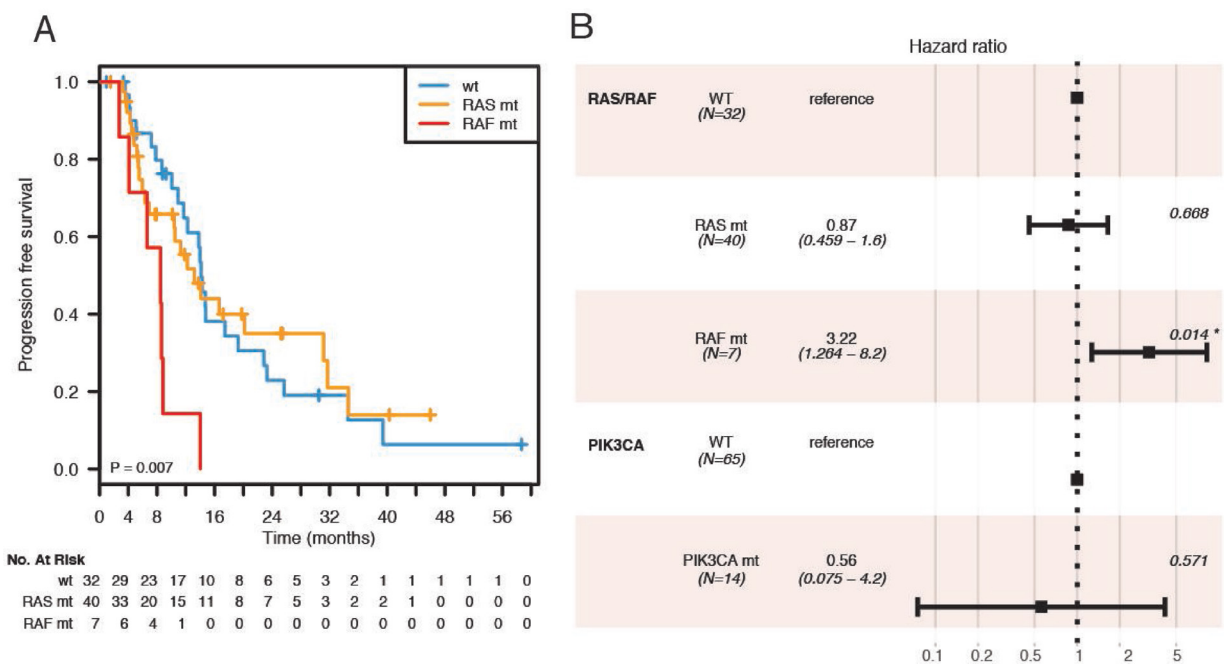 A
B
Hazard ratio
1.0
0.8
0.6
0.4
0.2
0.0
Progression free survival
wt
RAS mt
RAF mt
P = 0.007
0 4 8 16 24 32 40 48 56
Time (months)
No. At Risk
wt 32 29 23 17 10 8 6 5 3 2 1 1 1 1 1 0
RAS mt 40 33 20 15 11 8 7 5 3 2 2 1 0 0 0 0
RAF mt 7 6 4 1 0 0 0 0 0 0 0 0 0 0 0 0
RAS/RAF WT reference
(N=32)
RAS mt 0.87 0.668
(N=40) (0.459 – 1.6)
RAF mt 3.22 0.014 *
(N=7) (1.264 – 8.2)
PIK3CA WT reference
(N=65)
PIK3CA mt 0.56 0.571
(N=14) (0.075 – 4.2)
0.1 0.2 0.5 1 2 5